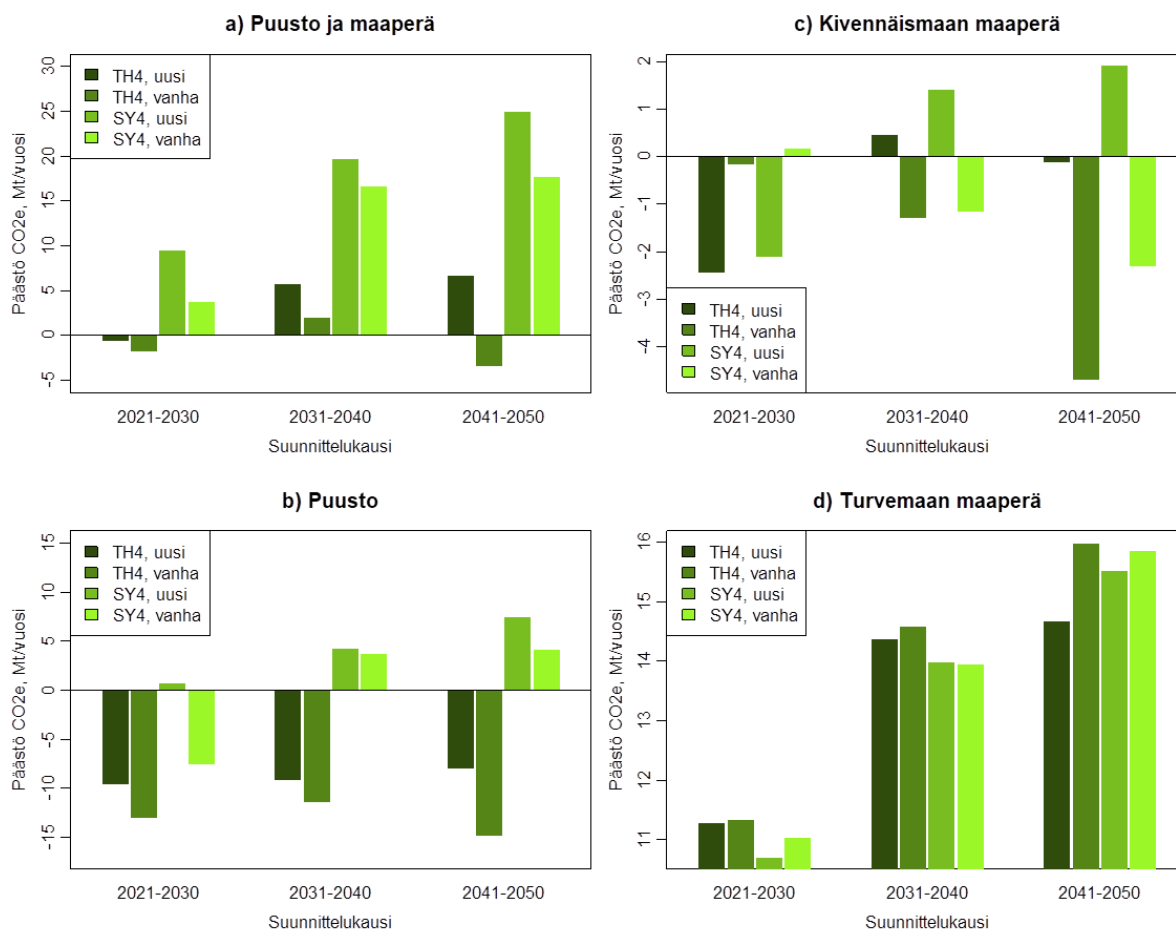 a) Puusto ja maaperä
Päästö CO2e, Mt/vuosi
30
25
20
15
10
5
0
-5
TH4, uusi
TH4, vanha
SY4, uusi
SY4, vanha
2021-2030
2031-2040
2041-2050
Suunnittelukausi
c) Kivennäismaan maaperä
Päästö CO2e, Mt/vuosi
2
1
0
-1
-2
-3
-4
TH4, uusi
TH4, vanha
SY4, uusi
SY4, vanha
2021-2030
2031-2040
2041-2050
Suunnittelukausi
b) Puusto
Päästö CO2e, Mt/vuosi
15
10
5
0
-5
-10
-15
TH4, uusi
TH4, vanha
SY4, uusi
SY4, vanha
2021-2030
2031-2040
2041-2050
Suunnittelukausi
d) Turvemaan maaperä
Päästö CO2e, Mt/vuosi
16
15
14
13
12
11
TH4, uusi
TH4, vanha
SY4, uusi
SY4, vanha
2021-2030
2031-2040
2041-2050
Suunnittelukausi